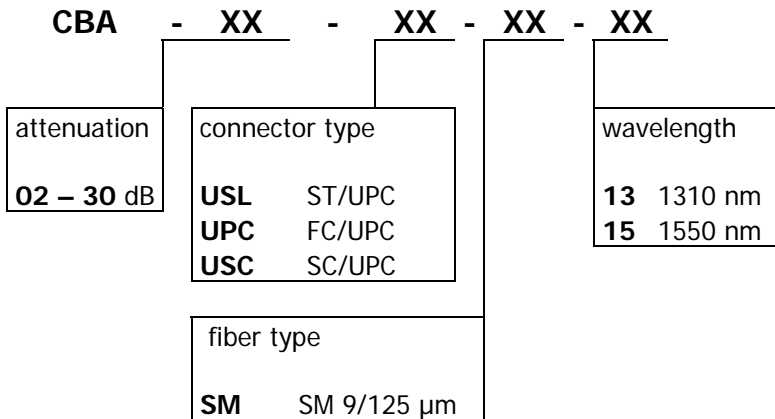 CBA - XX - XX - XX - XX
attenuation
02 – 30 dB
connector type
USL ST/UPC
UPC FC/UPC
USC SC/UPC
wavelength
13 1310 nm
15 1550 nm
fiber type
SM SM 9/125 µm